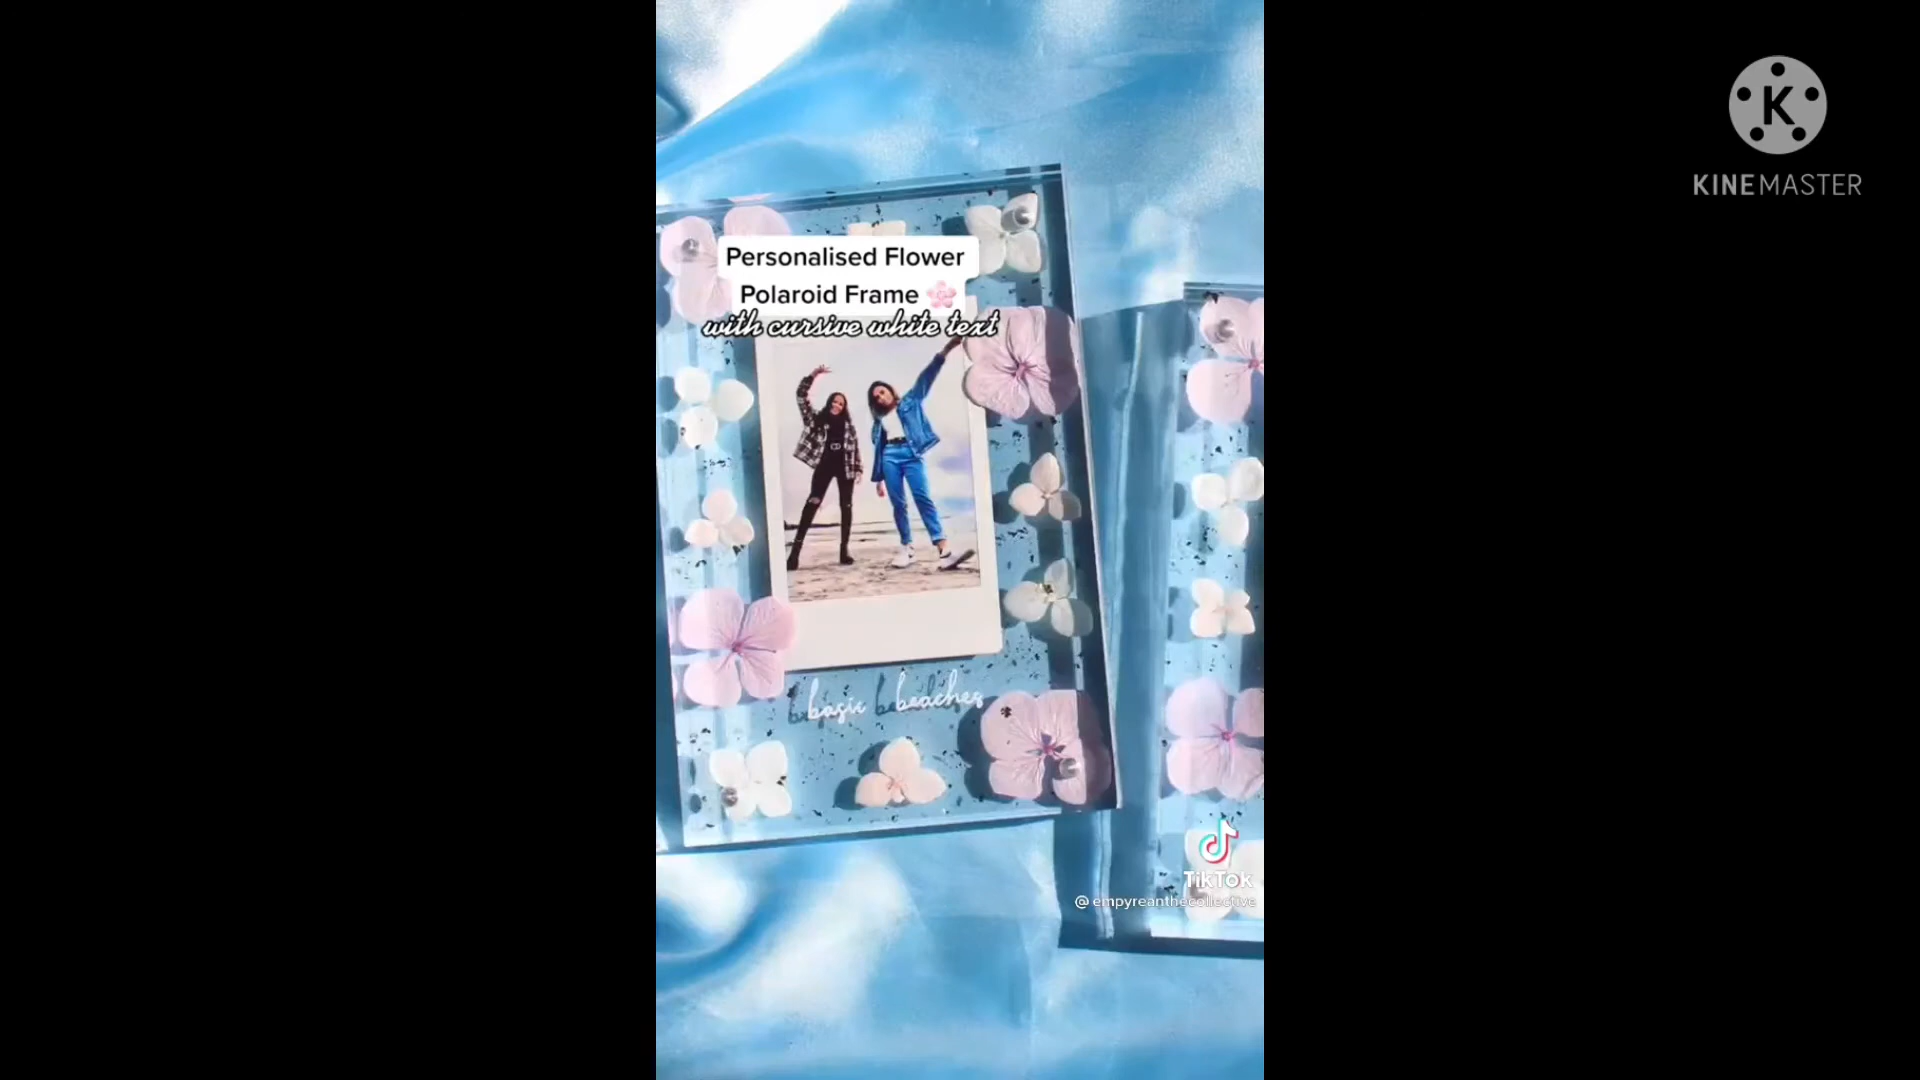 KINEMASTER
Personalised Flower
Polaroid Frame 🌸
with cursive white text
basic beaches
TikTok
@empyreanthecollective